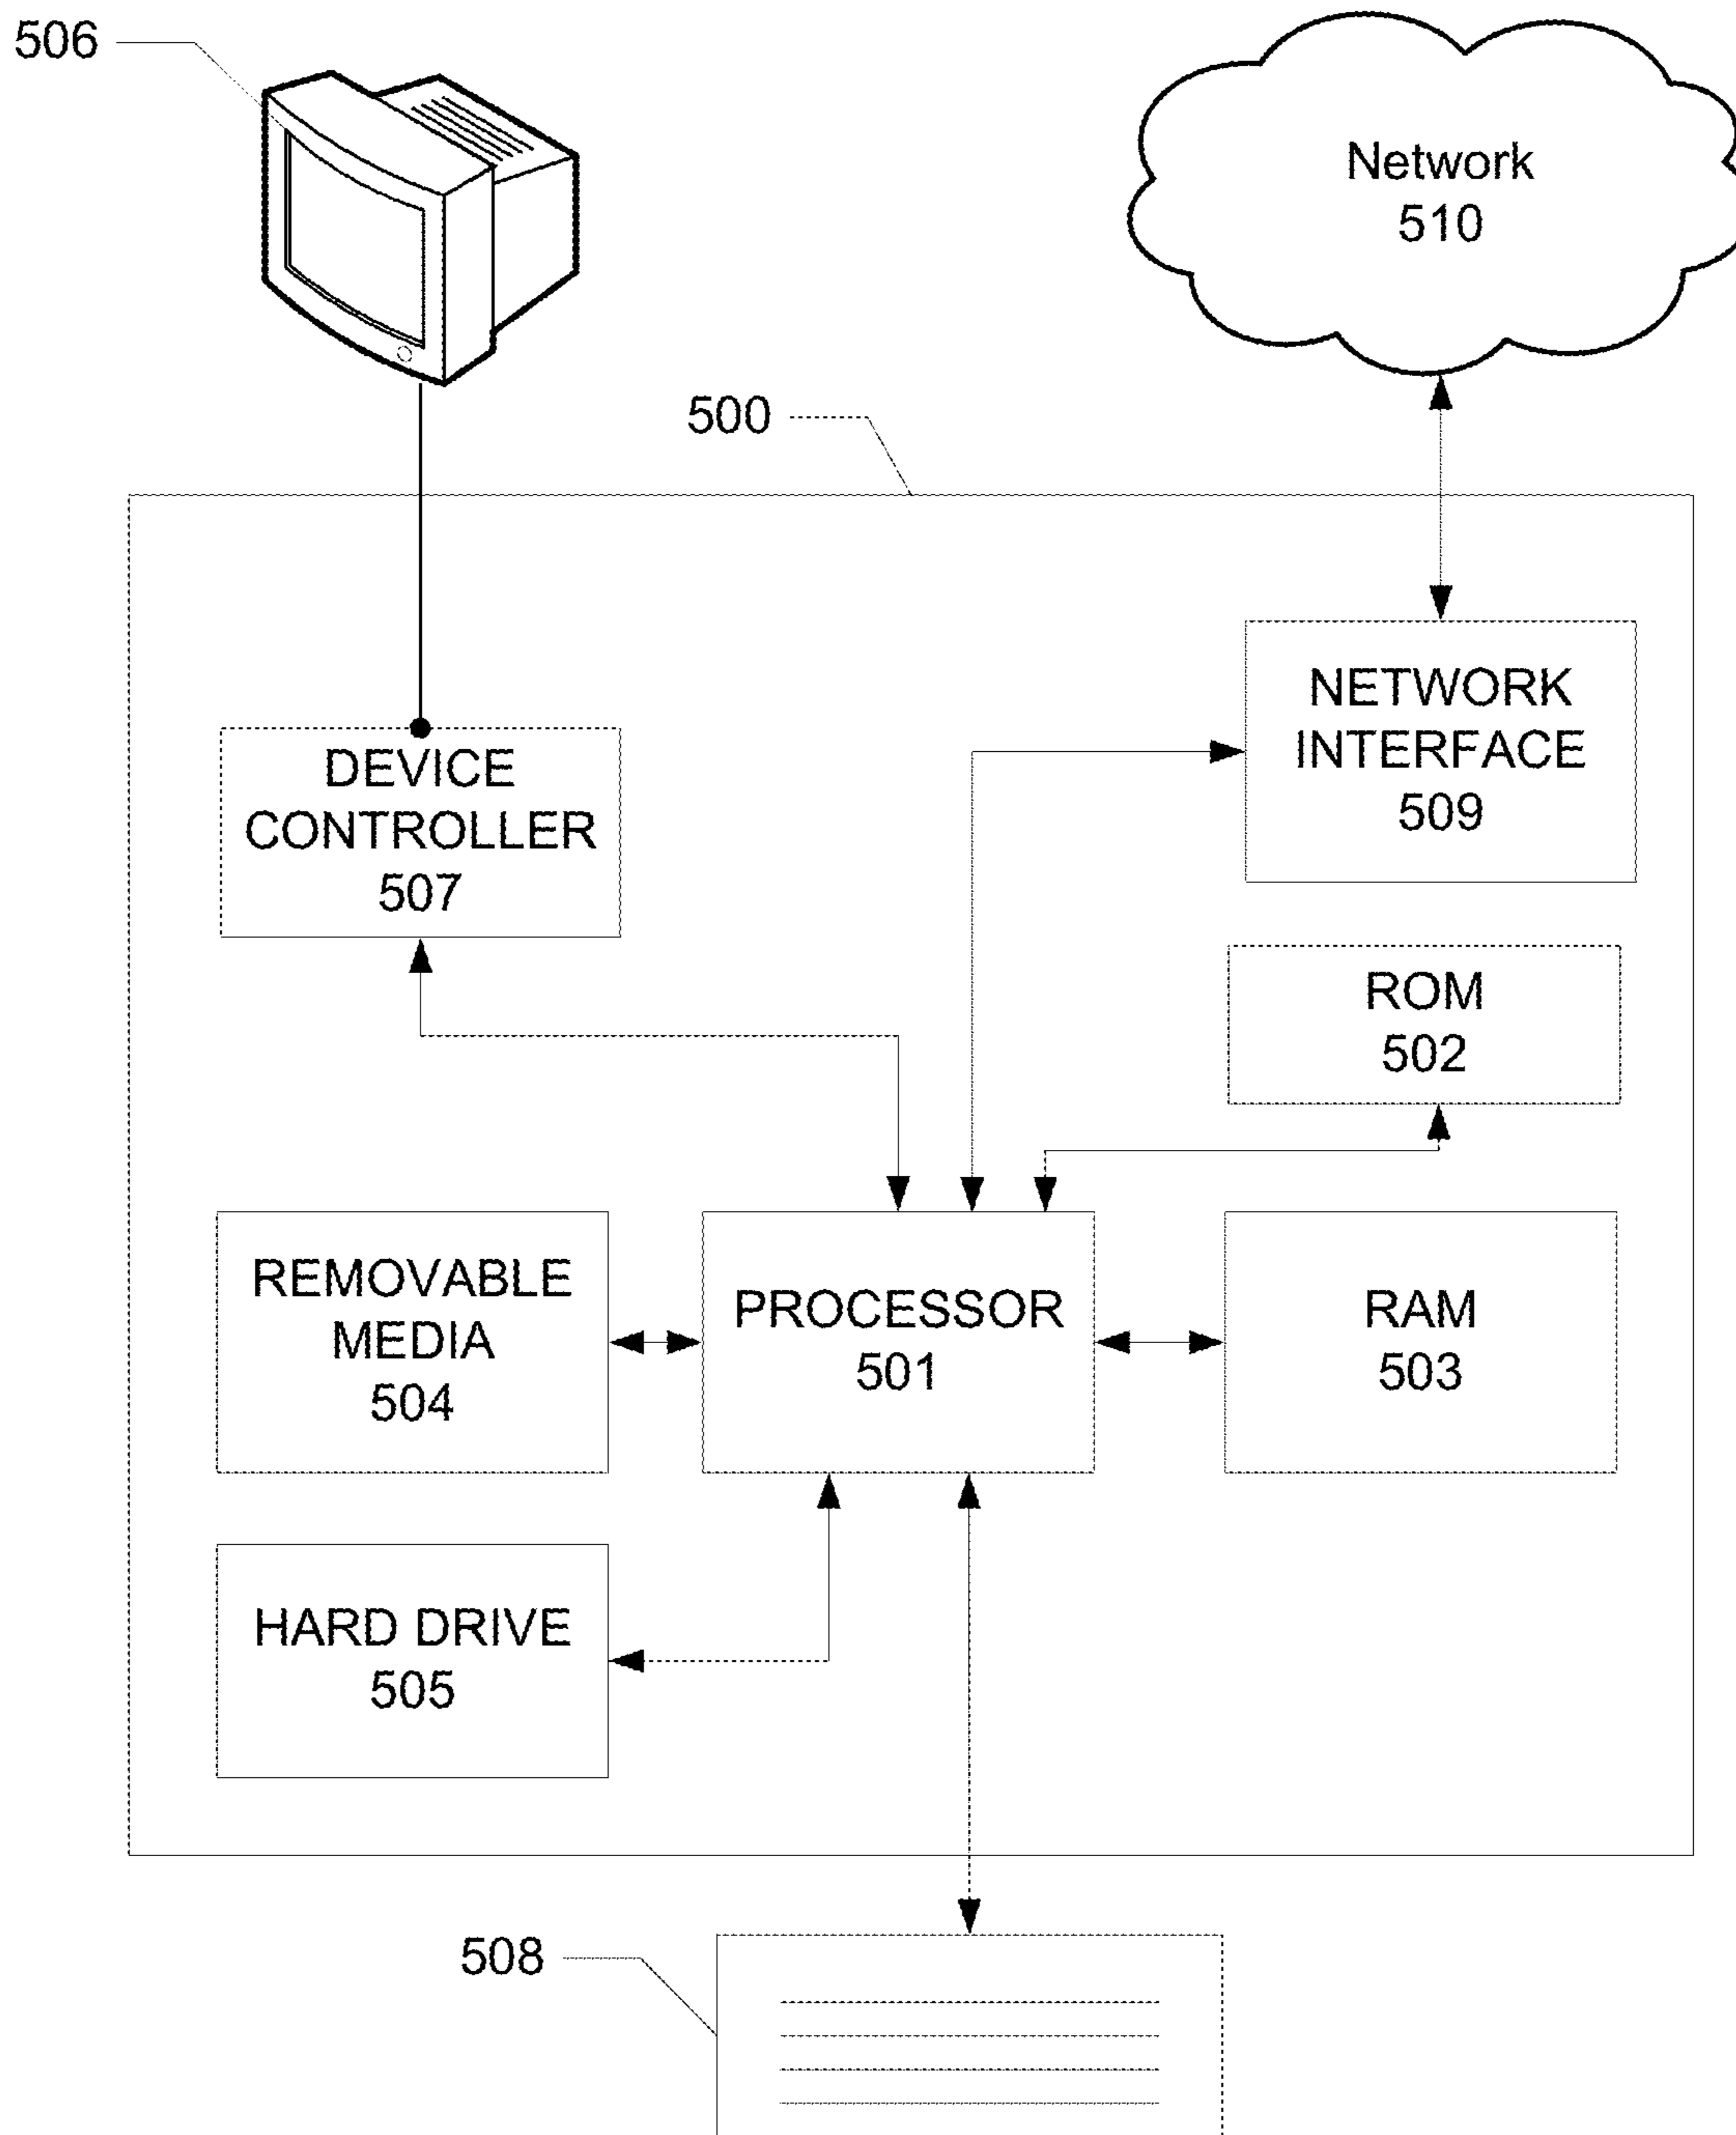 506
Network
510
500
NETWORK
INTERFACE
509
DEVICE
CONTROLLER
507
ROM
502
REMOVABLE
MEDIA
504
PROCESSOR
501
RAM
503
HARD DRIVE
505
508